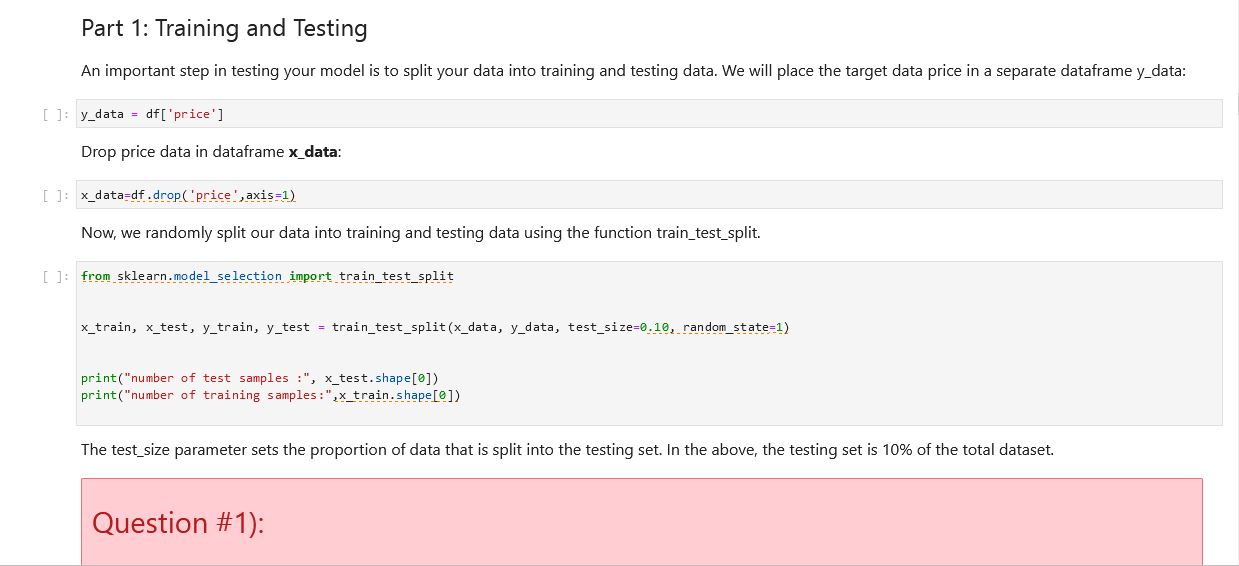 Part 1: Training and Testing
An important step in testing your model is to split your data into training and testing data. We will place the target data price in a separate dataframe y_data:
[ ]: y_data = df['price']
Drop price data in dataframe x_data:
[ ]: x_data=df.drop('price',axis=1)
Now, we randomly split our data into training and testing data using the function train_test_split.
[ ]: from sklearn.model_selection import train_test_split
x_train, x_test, y_train, y_test = train_test_split(x_data, y_data, test_size=0.10, random_state=1)
print("number of test samples :", x_test.shape[0])
print("number of training samples:",x_train.shape[0])
The test_size parameter sets the proportion of data that is split into the testing set. In the above, the testing set is 10% of the total dataset.
Question #1):